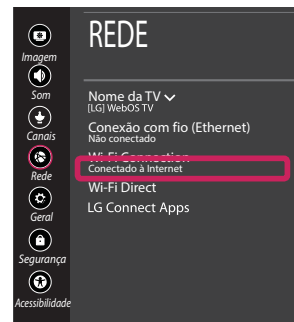 Imagem
Som
Canais
Rede
Geral
Segurança
Acessibilidade
REDE
Nome da TV
[LG] WebOS TV
Conexão com fio (Ethernet)
Não conectado
Wi-Fi Connection
Conectado à Internet
Wi-Fi Direct
LG Connect Apps